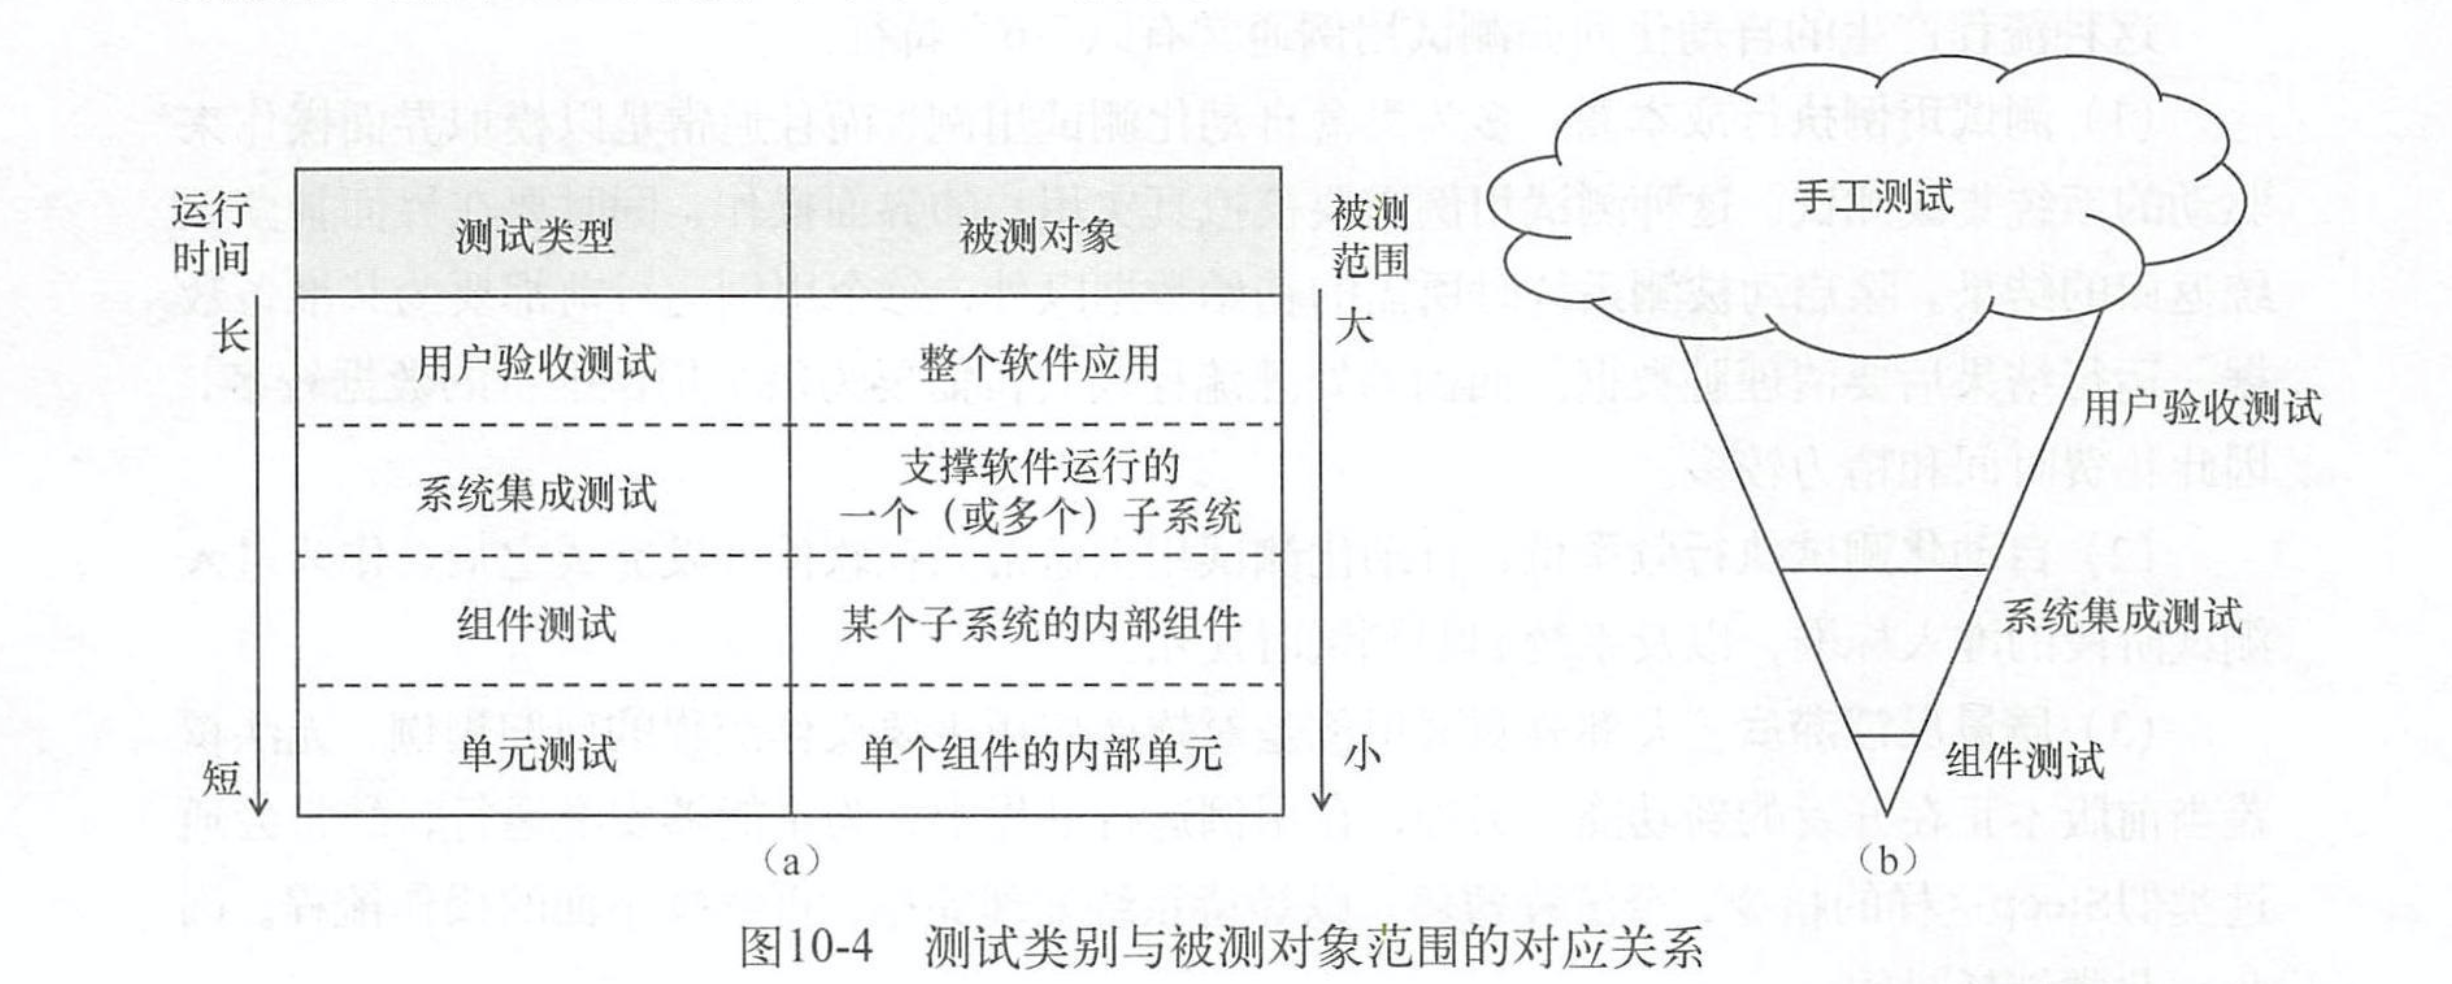 运行
时间
长
短
测试类型
被测对象
用户验收测试
整个软件应用
系统集成测试
支撑软件运行的
一个（或多个）子系统
组件测试
某个子系统的内部组件
单元测试
单个组件的内部单元
被测
范围
大
小
（a）
手工测试
用户验收测试
系统集成测试
组件测试
（b）
图10-4 测试类别与被测对象范围的对应关系